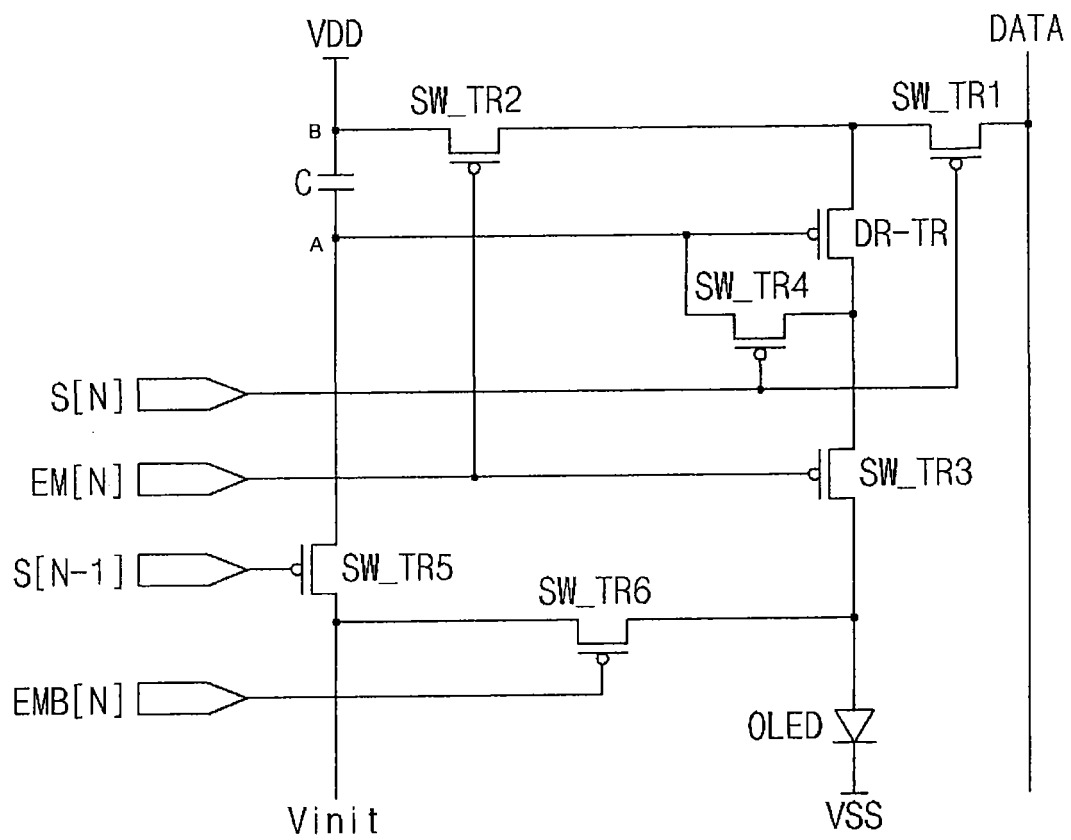 VDD
DATA
SW_TR2
SW_TR1
B
C
A
DR-TR
SW_TR4
S[N]
EM[N]
SW_TR3
S[N-1]
SW_TR5
SW_TR6
EMB[N]
OLED
Vinit
VSS